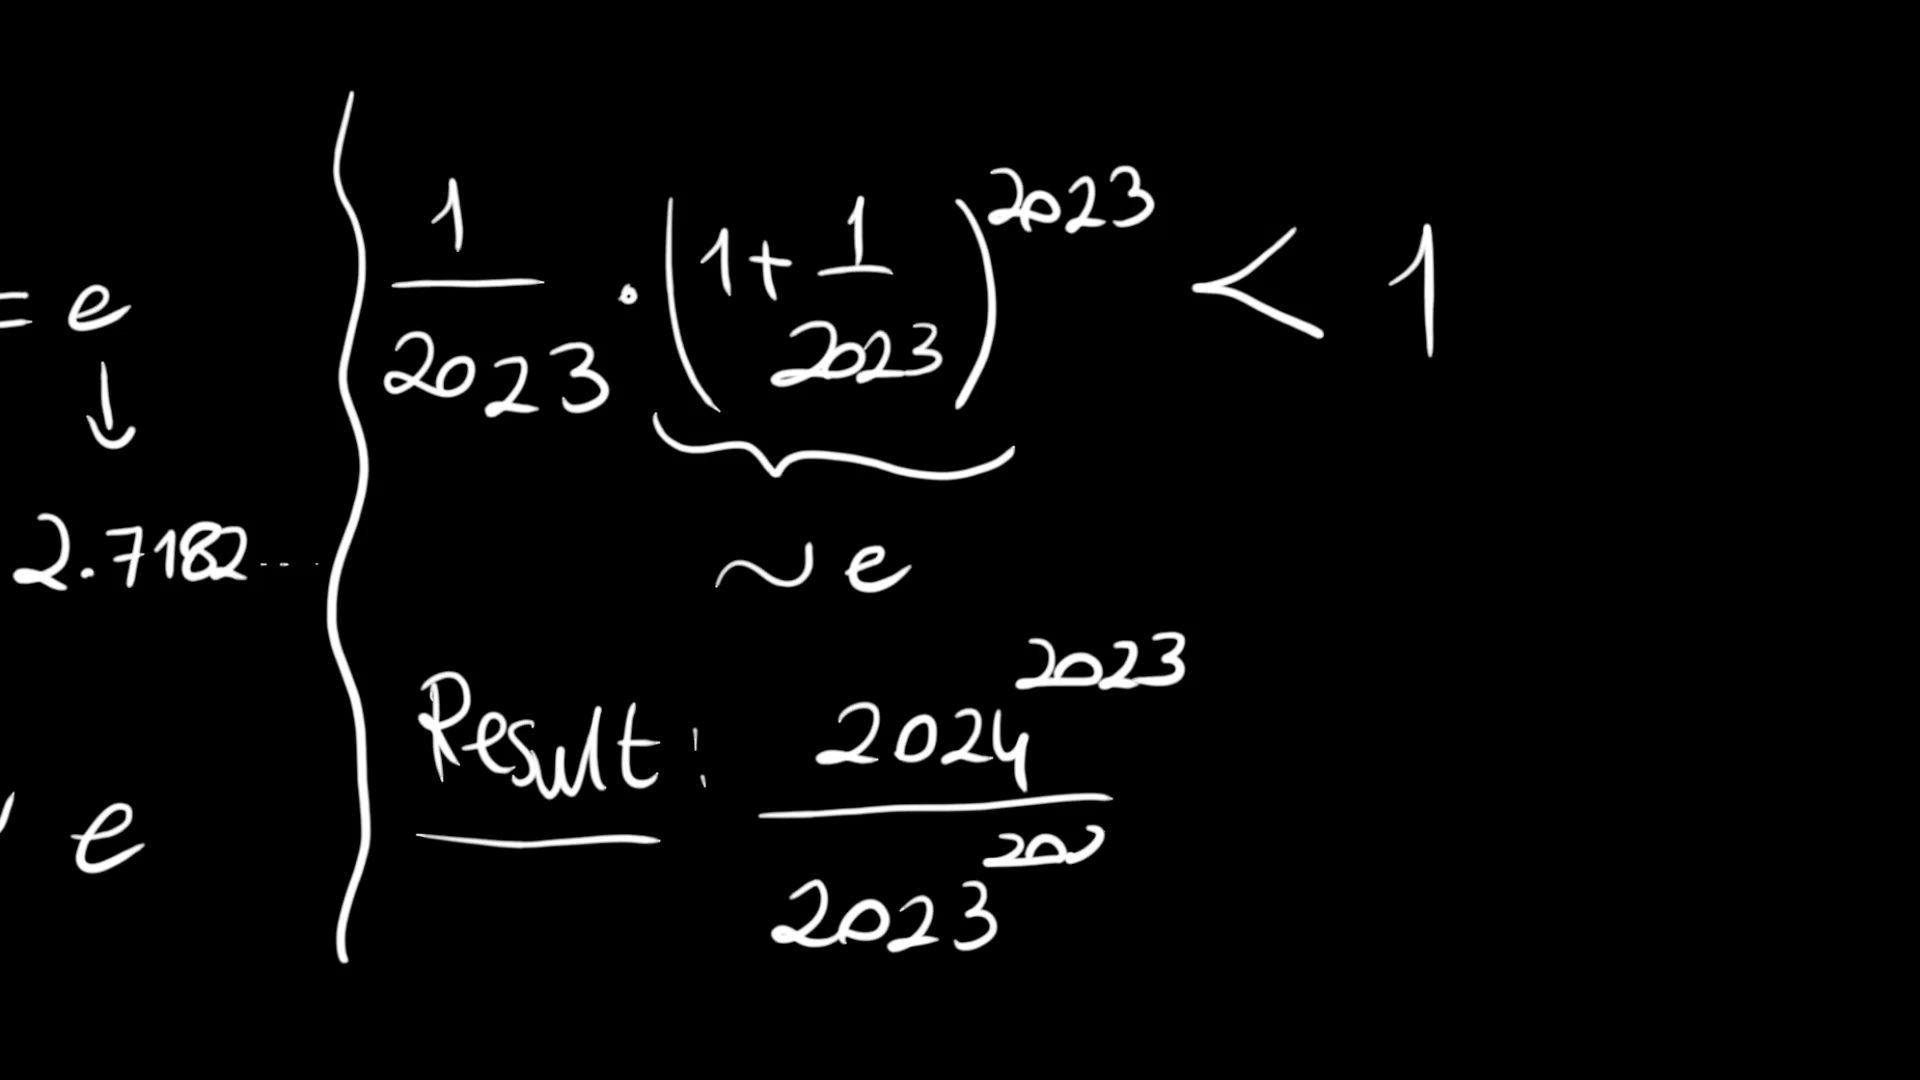 = e
↓
2.7182...
e
1/2023 · (1 + 1/2023)^2023 < 1
~ e
Result: 2024^2023 / 2023^202